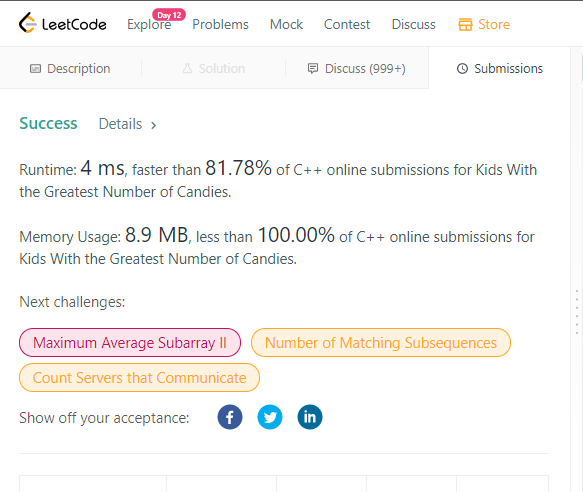 Day 12
LeetCode Explore Problems Mock Contest Discuss Store
Description Solution Discuss (999+) Submissions
Success Details >
Runtime: 4 ms, faster than 81.78% of C++ online submissions for Kids With
the Greatest Number of Candies.
Memory Usage: 8.9 MB, less than 100.00% of C++ online submissions for
Kids With the Greatest Number of Candies.
Next challenges:
Maximum Average Subarray II Number of Matching Subsequences
Count Servers that Communicate
Show off your acceptance: f in